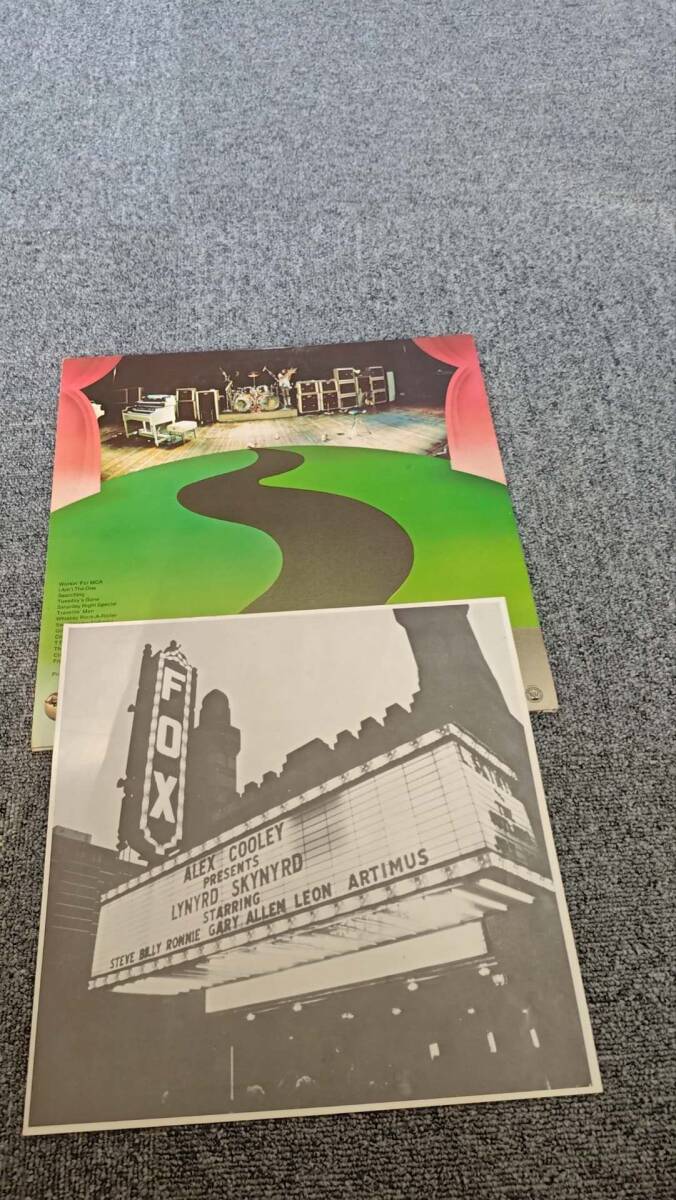 Workin' For MCA
I Ain't The One
Searching
Tuesday's Gone
Saturday Night Special
Travellin' Man
Whiskey Rock-A-Roller
FOX
ALEX COOLEY
PRESENTS
LYNYRD SKYNYRD
STARRING
STEVE BILLY RONNIE GARY ALLEN LEON ARTIMUS